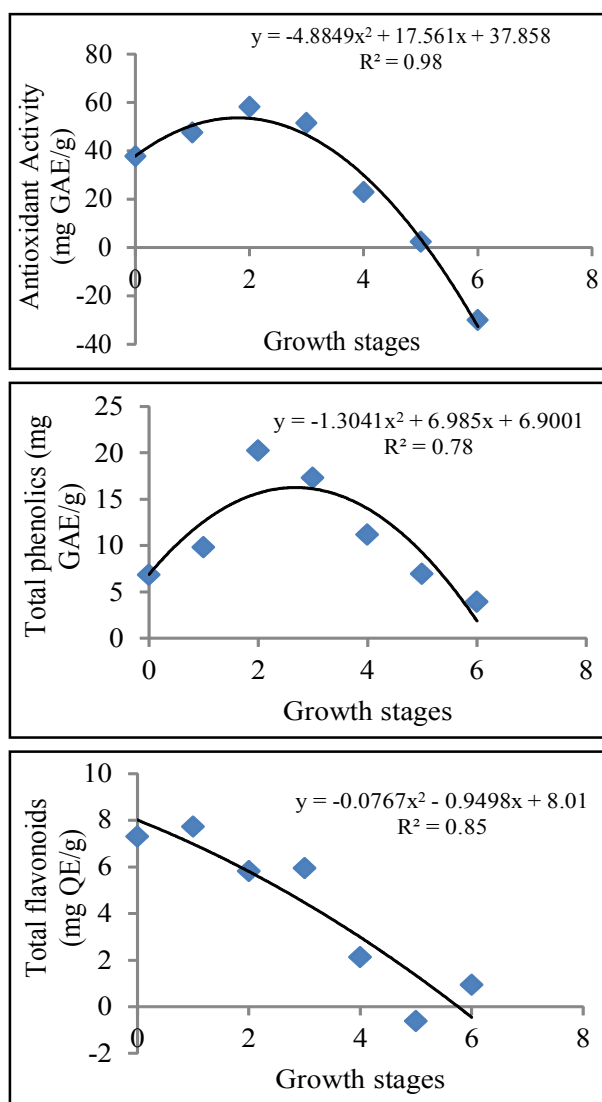 y = -4.8849x² + 17.561x + 37.858
R² = 0.98
Antioxidant Activity
(mg GAE/g)
80
60
40
20
0
-20
-40
0
2
4
6
8
Growth stages
y = -1.3041x² + 6.985x + 6.9001
R² = 0.78
Total phenolics (mg
GAE/g)
25
20
15
10
5
0
0
2
4
6
8
Growth stages
y = -0.0767x² - 0.9498x + 8.01
R² = 0.85
Total flavonoids
(mg QE/g)
10
8
6
4
2
0
-2
0
2
4
6
8
Growth stages